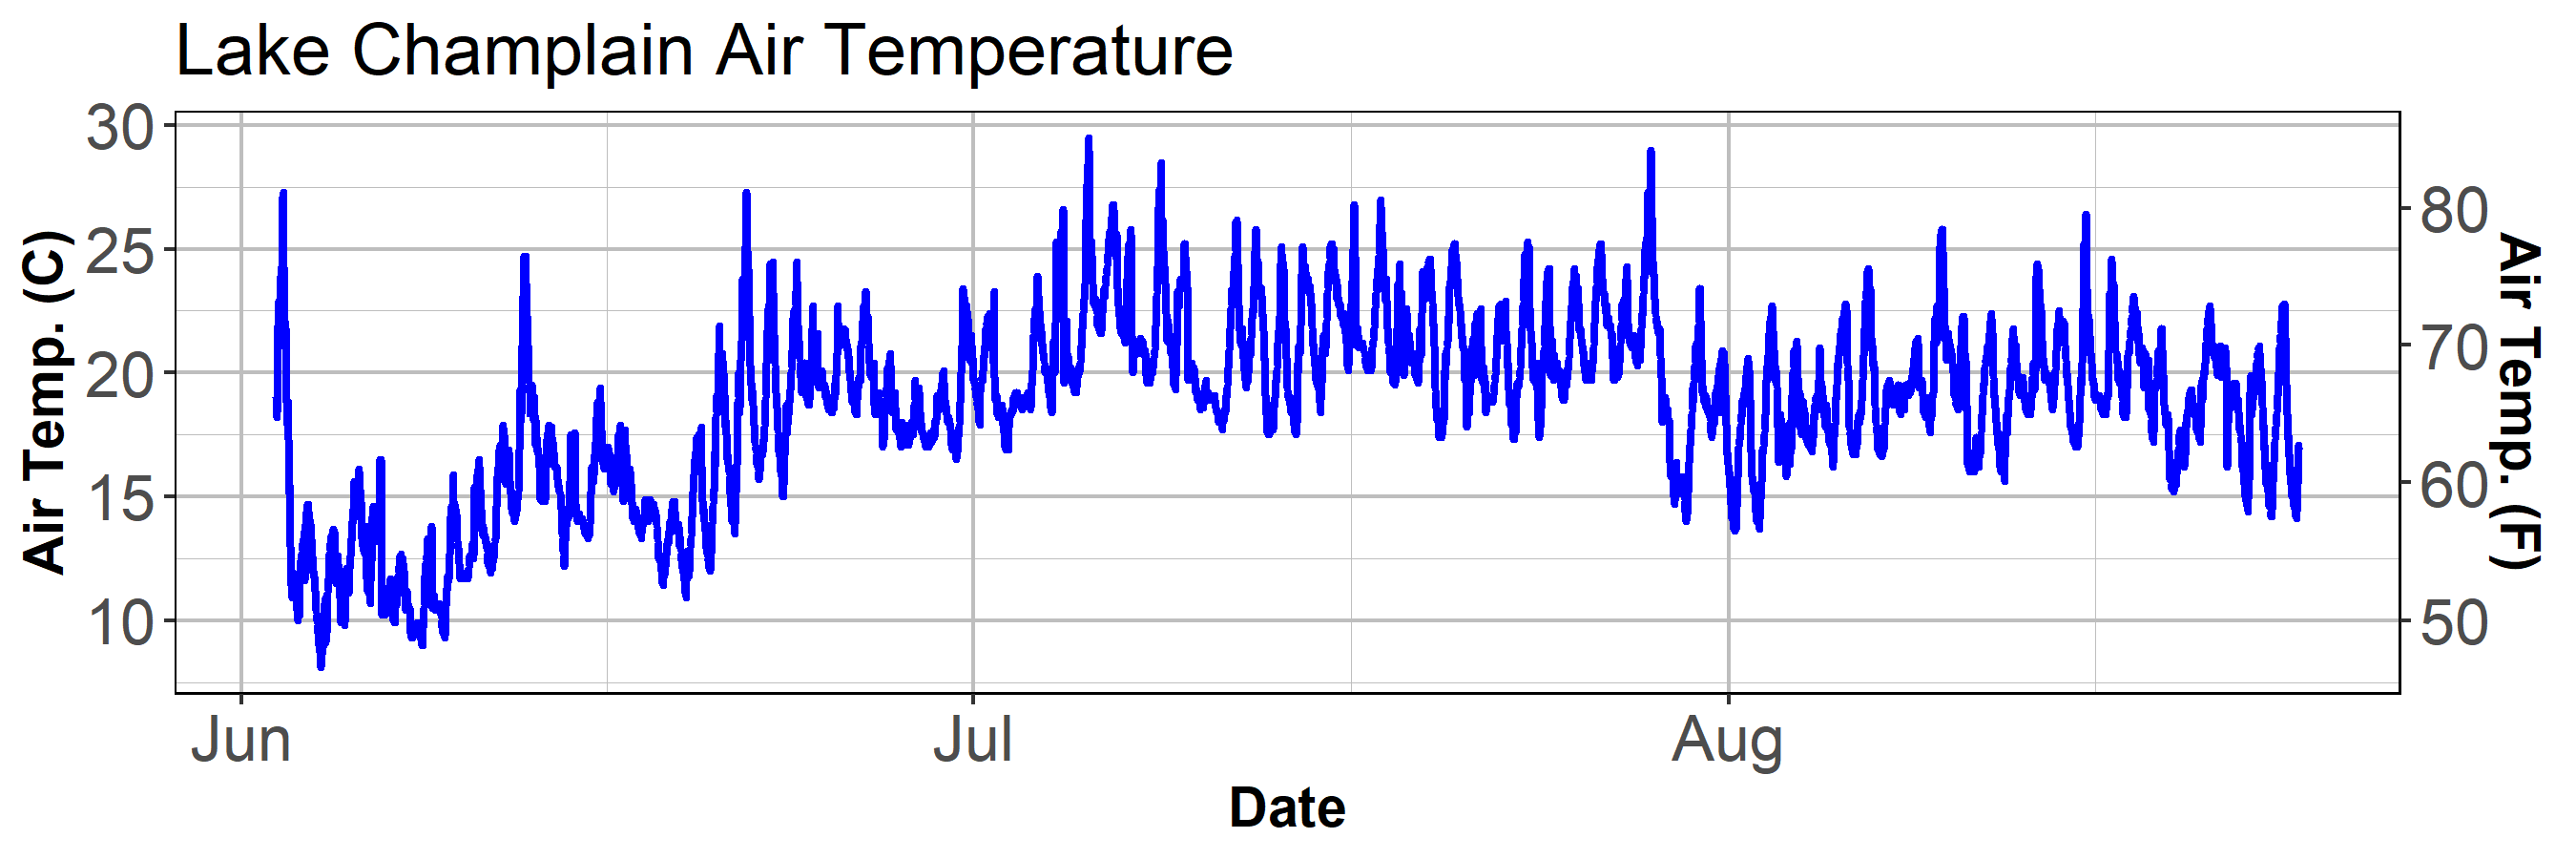 Lake Champlain Air Temperature
Air Temp. (C)
30
25
20
15
10
80
70
60
50
Air Temp. (F)
Jun
Jul
Aug
Date